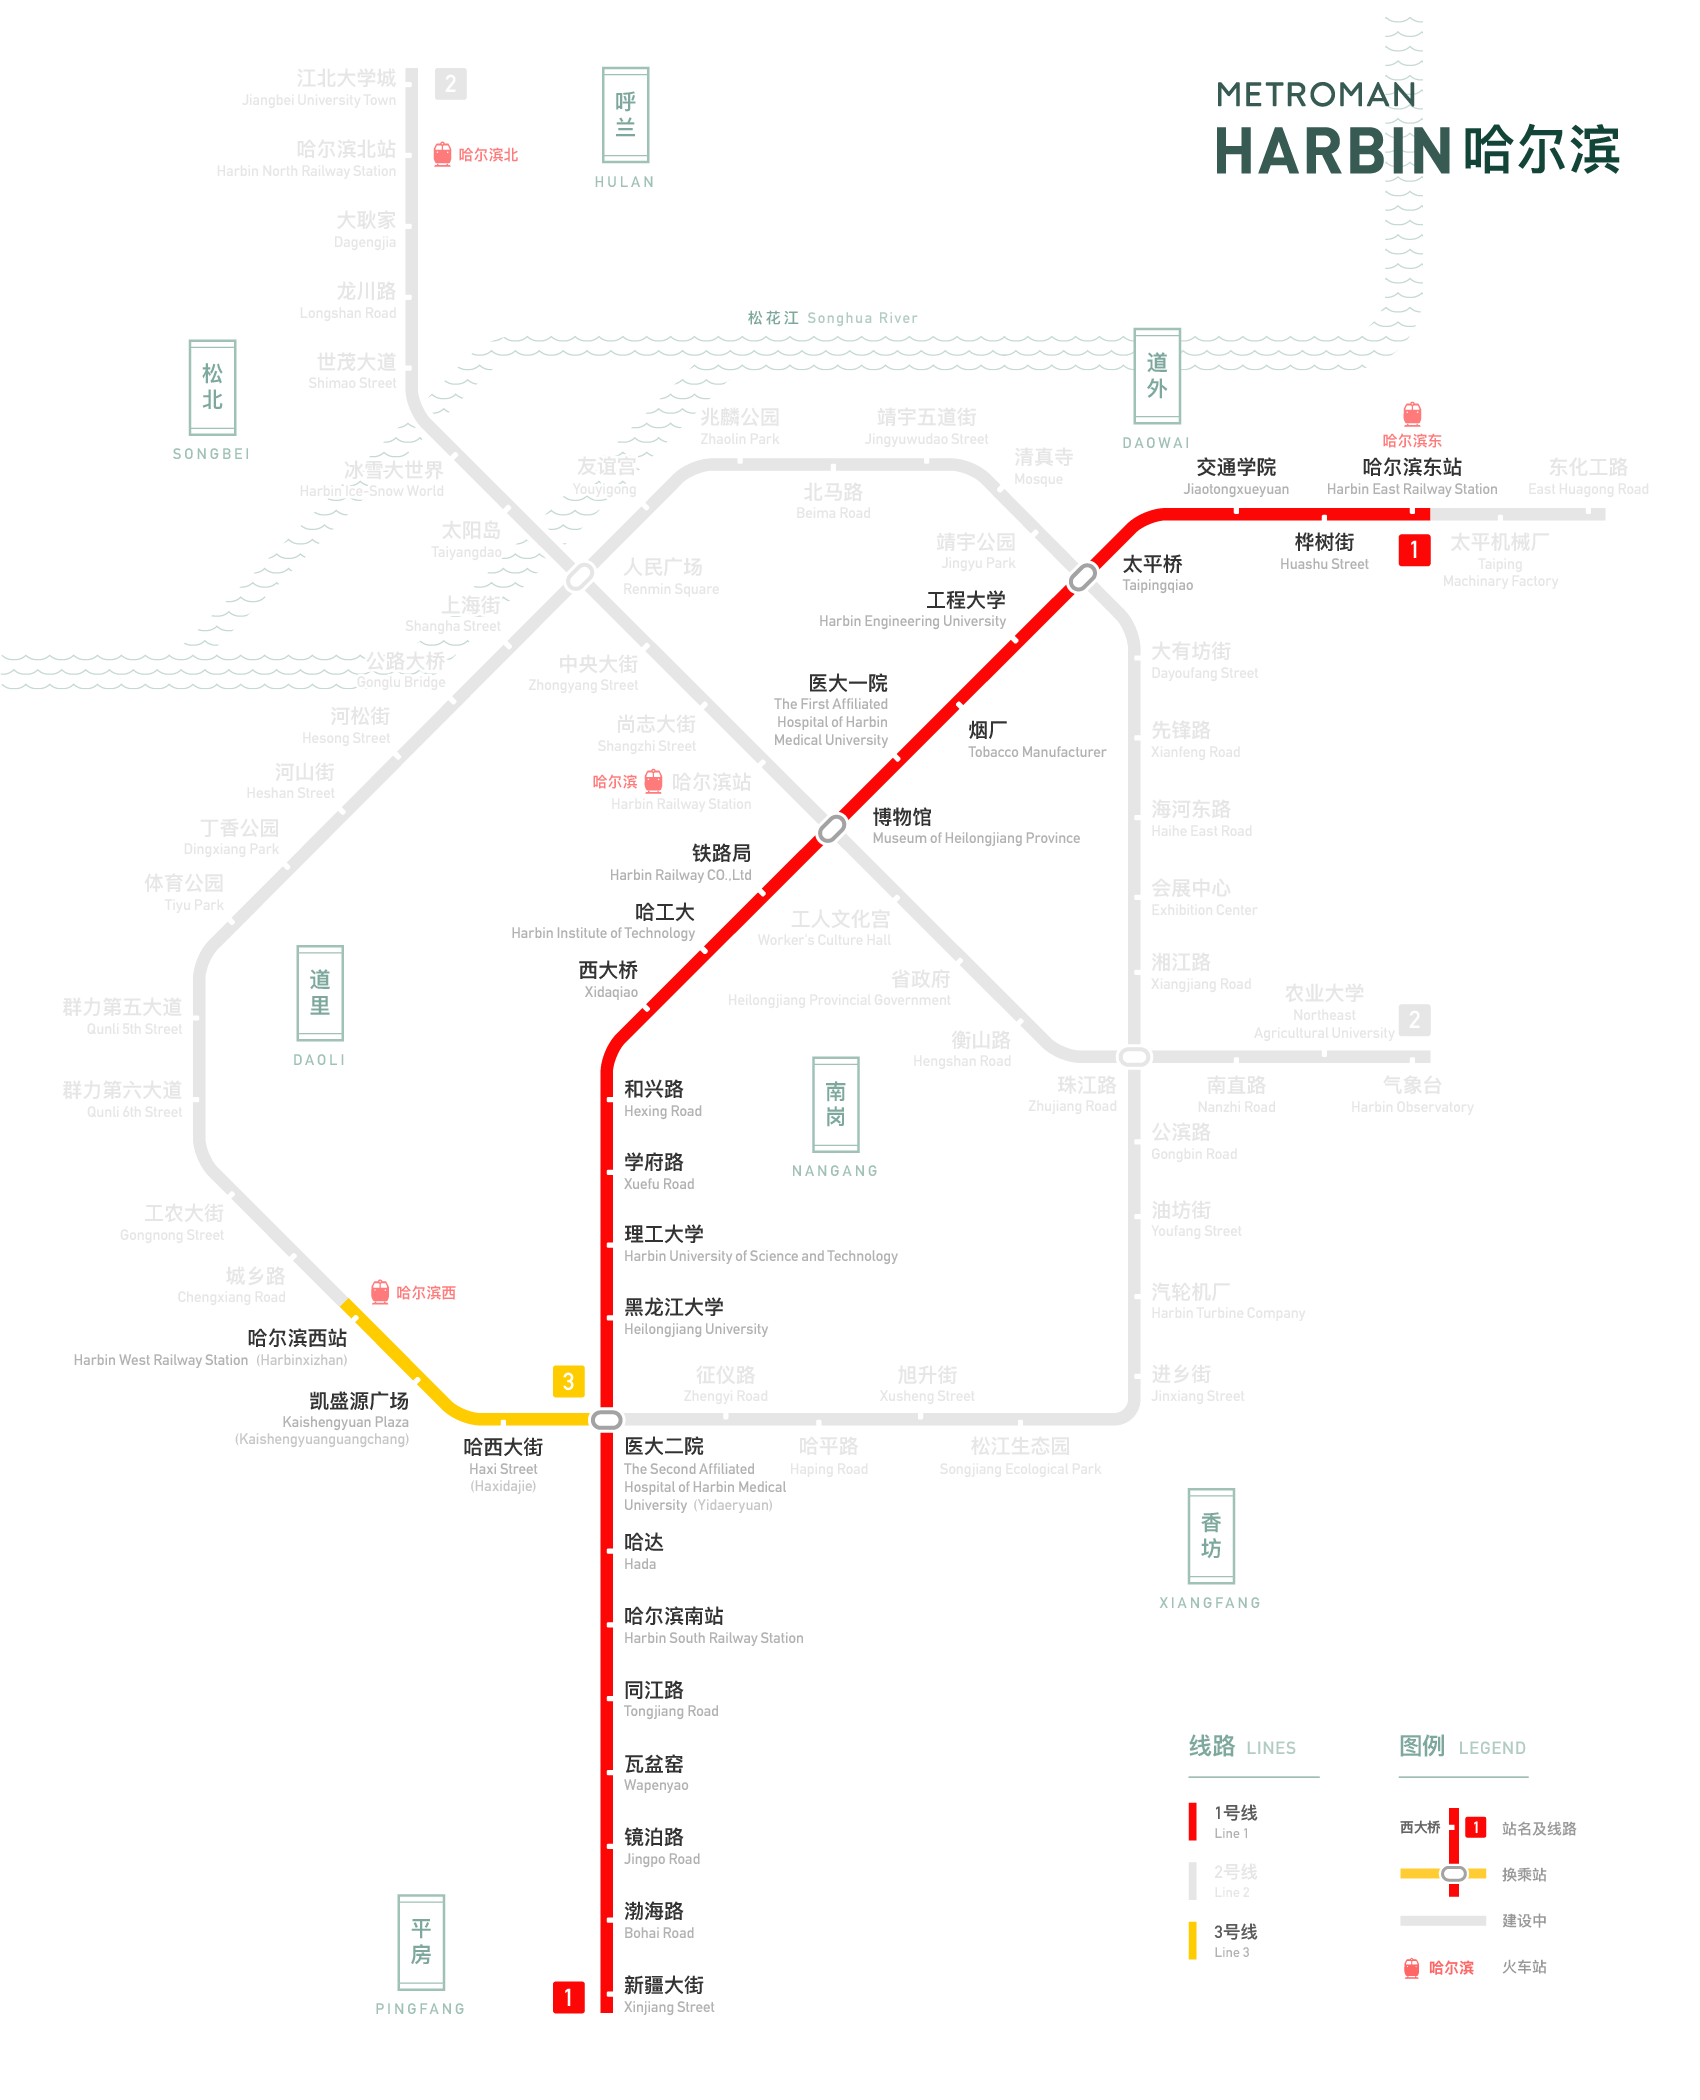 METROMAN
HARBIN 哈尔滨
江北大学城
Jiangbei University Town
2
哈尔滨北站
Harbin North Railway Station
哈尔滨北
大耿家
Dagengjia
龙川路
Longshan Road
世茂大道
Shimao Street
呼兰
HULAN
松北
SONGBEI
松花江 Songhua River
道外
DAOWAI
冰雪大世界
Harbin Ice-Snow World
太阳岛
Taiyangdao
友谊宫
Youyigong
兆麟公园
Zhaolin Park
靖宇五道街
Jingyuwudao Street
北马路
Beima Road
清真寺
Mosque
靖宇公园
Jingyu Park
哈尔滨东
交通学院
Jiaotongxueyuan
哈尔滨东站
Harbin East Railway Station
东化工路
East Huagong Road
桦树街
Huashu Street
1
太平机械厂
Taiping
Machinary Factory
太平桥
Taipingqiao
人民广场
Renmin Square
上海街
Shangha Street
公路大桥
Gonglu Bridge
河松街
Hesong Street
河山街
Heshan Street
丁香公园
Dingxiang Park
体育公园
Tiyu Park
中央大街
Zhongyang Street
尚志大街
Shangzhi Street
哈尔滨
哈尔滨站
Harbin Railway Station
工程大学
Harbin Engineering University
医大一院
The First Affiliated
Hospital of Harbin
Medical University
烟厂
Tobacco Manufacturer
博物馆
Museum of Heilongjiang Province
铁路局
Harbin Railway CO.,Ltd
哈工大
Harbin Institute of Technology
西大桥
Xidaqiao
工人文化宫
Worker's Culture Hall
省政府
Heilongjiang Provincial Government
衡山路
Hengshan Road
大有坊街
Dayoufang Street
先锋路
Xianfeng Road
海河东路
Haihe East Road
会展中心
Exhibition Center
湘江路
Xiangjiang Road
农业大学
Northeast
Agricultural University
2
珠江路
Zhujiang Road
南直路
Nanzhi Road
气象台
Harbin Observatory
道里
DAOLI
群力第五大道
Qunli 5th Street
群力第六大道
Qunli 6th Street
工农大街
Gongnong Street
城乡路
Chengxiang Road
哈尔滨西
哈尔滨西站
Harbin West Railway Station (Harbinxizhan)
凯盛源广场
Kaishengyuan Plaza
(Kaishengyuanguangchang)
3
哈西大街
Haxi Street
(Haxidajie)
和兴路
Hexing Road
学府路
Xuefu Road
理工大学
Harbin University of Science and Technology
黑龙江大学
Heilongjiang University
南岗
NANGANG
公滨路
Gongbin Road
油坊街
Youfang Street
汽轮机厂
Harbin Turbine Company
进乡街
Jinxiang Street
征仪路
Zhengyi Road
旭升街
Xusheng Street
哈平路
Haping Road
松江生态园
Songjiang Ecological Park
医大二院
The Second Affiliated
Hospital of Harbin Medical
University (Yidaeryuan)
哈达
Hada
哈尔滨南站
Harbin South Railway Station
同江路
Tongjiang Road
瓦盆窑
Wapenyao
镜泊路
Jingpo Road
渤海路
Bohai Road
新疆大街
Xinjiang Street
1
香坊
XIANGFANG
平房
PINGFANG
线路 LINES
1号线
Line 1
2号线
Line 2
3号线
Line 3
图例 LEGEND
西大桥
1
站名及线路
换乘站
建设中
哈尔滨
火车站